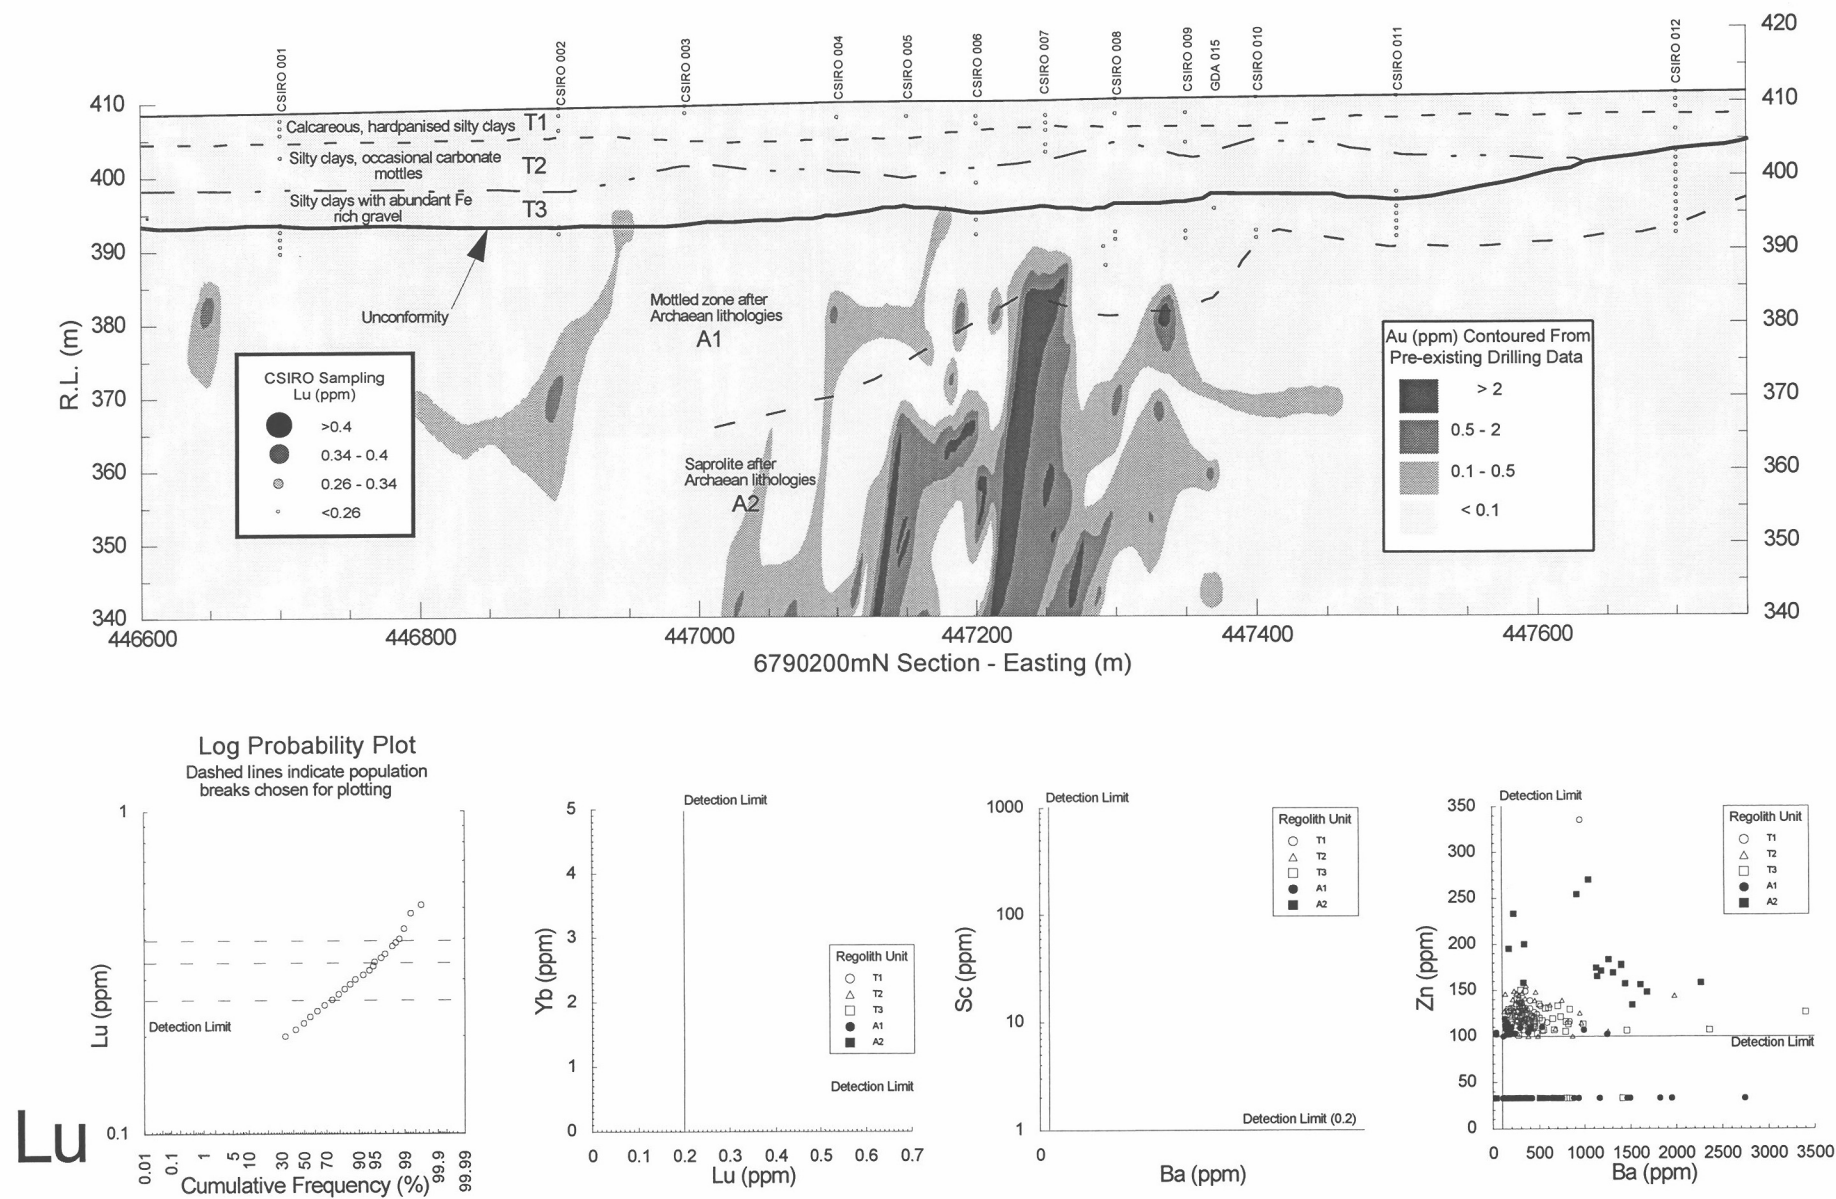 CSIRO 001
CSIRO 002
CSIRO 003
CSIRO 004
CSIRO 005
CSIRO 006
CSIRO 007
CSIRO 008
CSIRO 009
GDA 015
CSIRO 010
CSIRO 011
CSIRO 012
420
410
400
390
380
370
360
350
340
410
400
390
380
370
360
350
340
R.L. (m)
Calcareous, hardpanised silty clays T1
Silty clays, occasional carbonate
mottles
T2
Silty clays with abundant Fe
rich gravel
T3
Unconformity
Mottled zone after
Archaean lithologies
A1
Saprolite after
Archaean lithologies
A2
CSIRO Sampling
Lu (ppm)
>0.4
0.34 - 0.4
0.26 - 0.34
<0.26
Au (ppm) Contoured From
Pre-existing Drilling Data
> 2
0.5 - 2
0.1 - 0.5
< 0.1
446600 446800 447000 447200 447400 447600
6790200mN Section - Easting (m)
Log Probability Plot
Dashed lines indicate population
breaks chosen for plotting
1
0.1
Lu (ppm)
Detection Limit
0.01 0.1 1 5 10 30 50 70 90 95 99 99.9 99.99
Cumulative Frequency (%)
Lu
Detection Limit
5
4
3
2
1
0
Yb (ppm)
Regolith Unit
T1
T2
T3
A1
A2
Detection Limit
0 0.1 0.2 0.3 0.4 0.5 0.6 0.7
Lu (ppm)
Detection Limit
1000
100
10
1
Sc (ppm)
Regolith Unit
T1
T2
T3
A1
A2
Detection Limit (0.2)
0
Ba (ppm)
Detection Limit
350
300
250
200
150
100
50
0
Zn (ppm)
Regolith Unit
T1
T2
T3
A1
A2
Detection Limit
0 500 1000 1500 2000 2500 3000 3500
Ba (ppm)